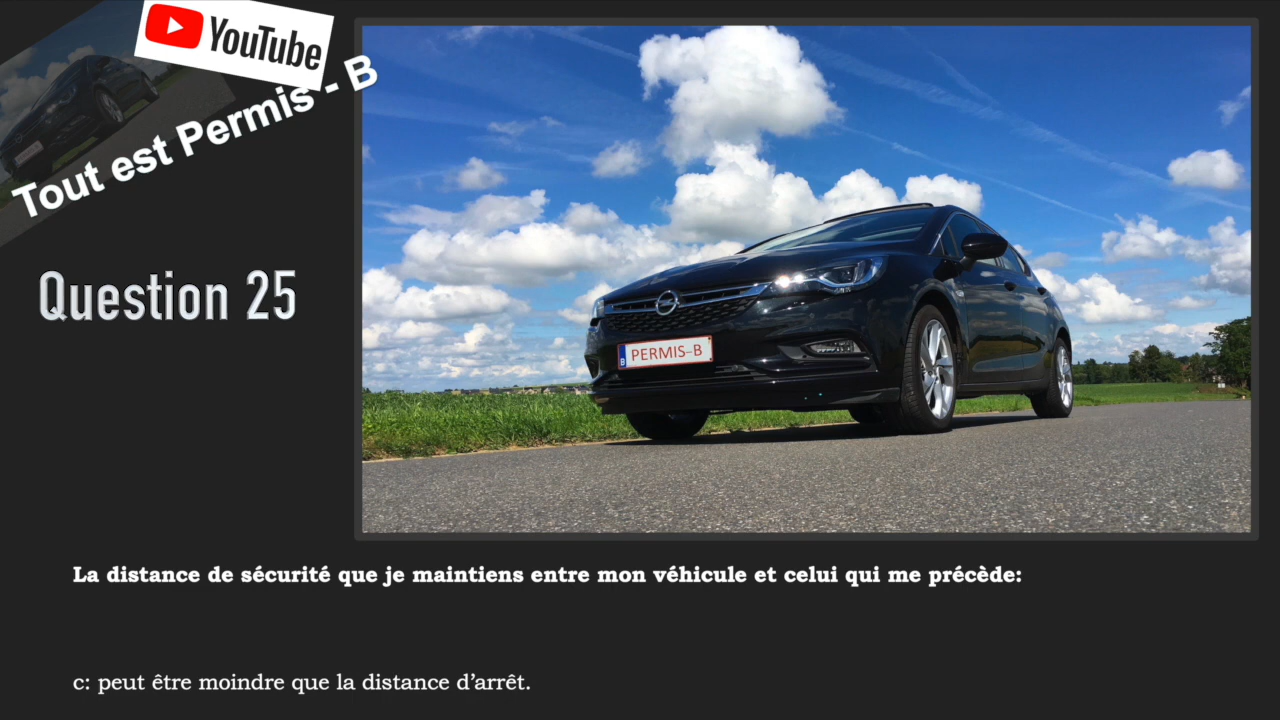 YouTube
Tout est Permis - B
Question 25
PERMIS-B
B
La distance de sécurité que je maintiens entre mon véhicule et celui qui me précède:
c: peut être moindre que la distance d'arrêt.